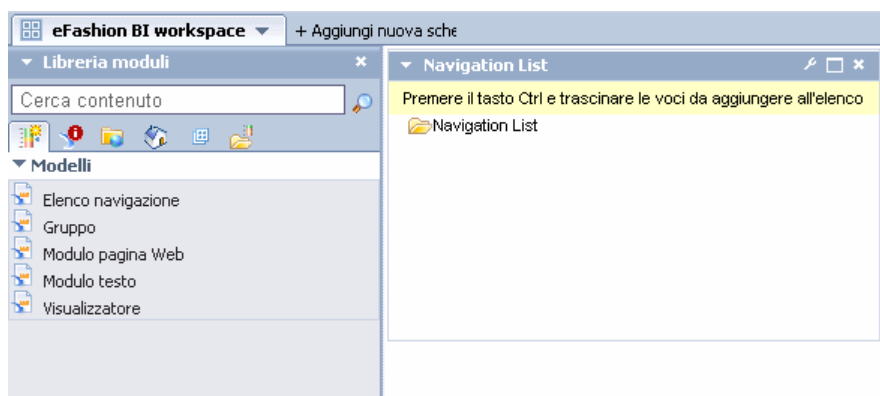 eFashion BI workspace
+ Aggiungi nuova sche
Libreria moduli
Cerca contenuto
Modelli
Elenco navigazione
Gruppo
Modulo pagina Web
Modulo testo
Visualizzatore
Navigation List
Premere il tasto Ctrl e trascinare le voci da aggiungere all'elenco
Navigation List